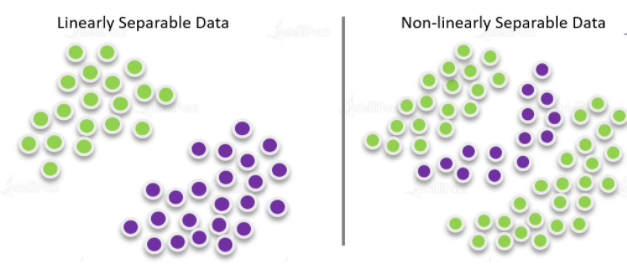 Linearly Separable Data
Non-linearly Separable Data